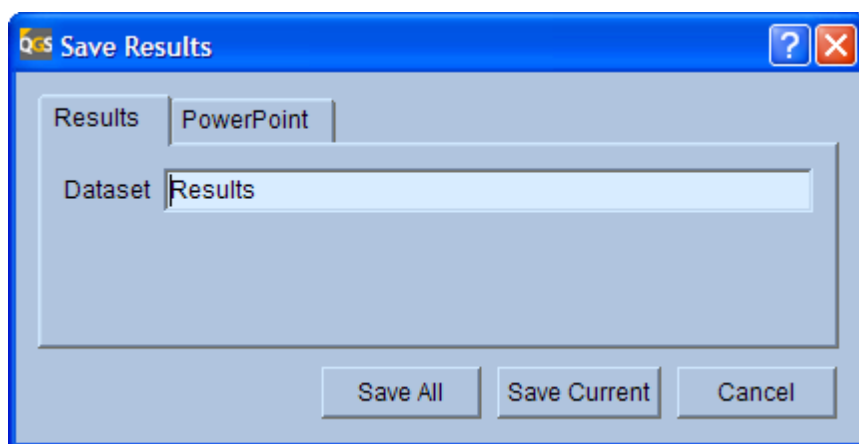 QGS Save Results
Results PowerPoint
Dataset Results
Save All Save Current Cancel